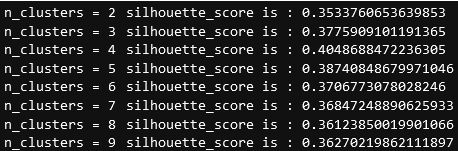 n_clusters = 2 silhouette_score is : 0.3533760653639853
n_clusters = 3 silhouette_score is : 0.3775909101191365
n_clusters = 4 silhouette_score is : 0.4048688472236305
n_clusters = 5 silhouette_score is : 0.38740848679971046
n_clusters = 6 silhouette_score is : 0.3706773078028246
n_clusters = 7 silhouette_score is : 0.36847248890625933
n_clusters = 8 silhouette_score is : 0.36123850019901066
n_clusters = 9 silhouette_score is : 0.36270219862111897